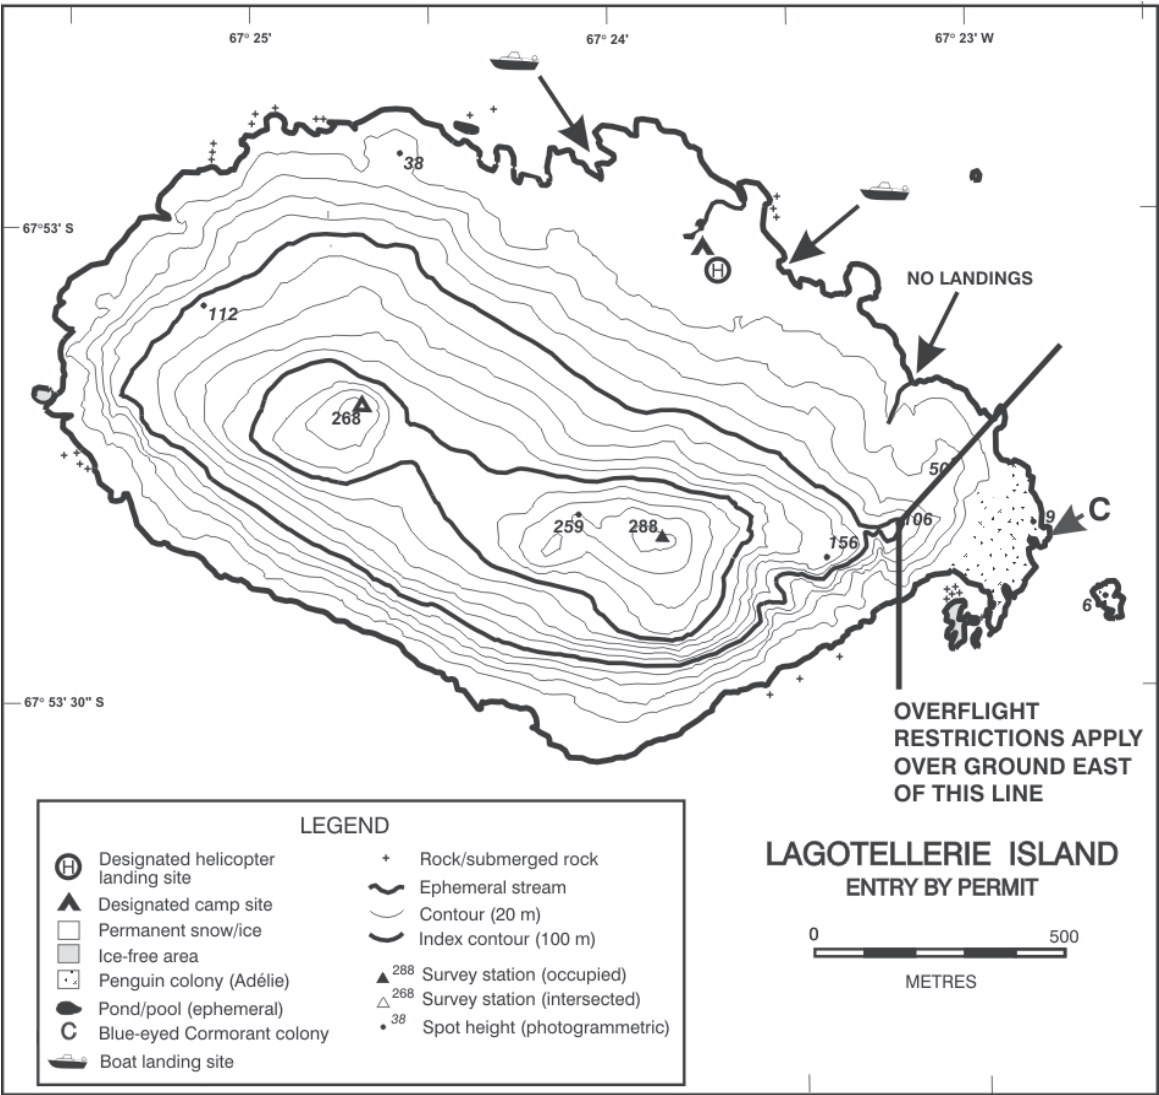 67° 25'
67° 24'
67° 23' W
38
67°53' S
H
NO LANDINGS
112
268
50
259
288
106
9
C
156
6
67° 53' 30" S
OVERFLIGHT
RESTRICTIONS APPLY
OVER GROUND EAST
OF THIS LINE
LEGEND
H Designated helicopter
landing site
Designated camp site
Permanent snow/ice
Ice-free area
Penguin colony (Adélie)
Pond/pool (ephemeral)
C Blue-eyed Cormorant colony
Boat landing site
Rock/submerged rock
Ephemeral stream
Contour (20 m)
Index contour (100 m)
288 Survey station (occupied)
268 Survey station (intersected)
38 Spot height (photogrammetric)
LAGOTELLERIE ISLAND
ENTRY BY PERMIT
0 500
METRES